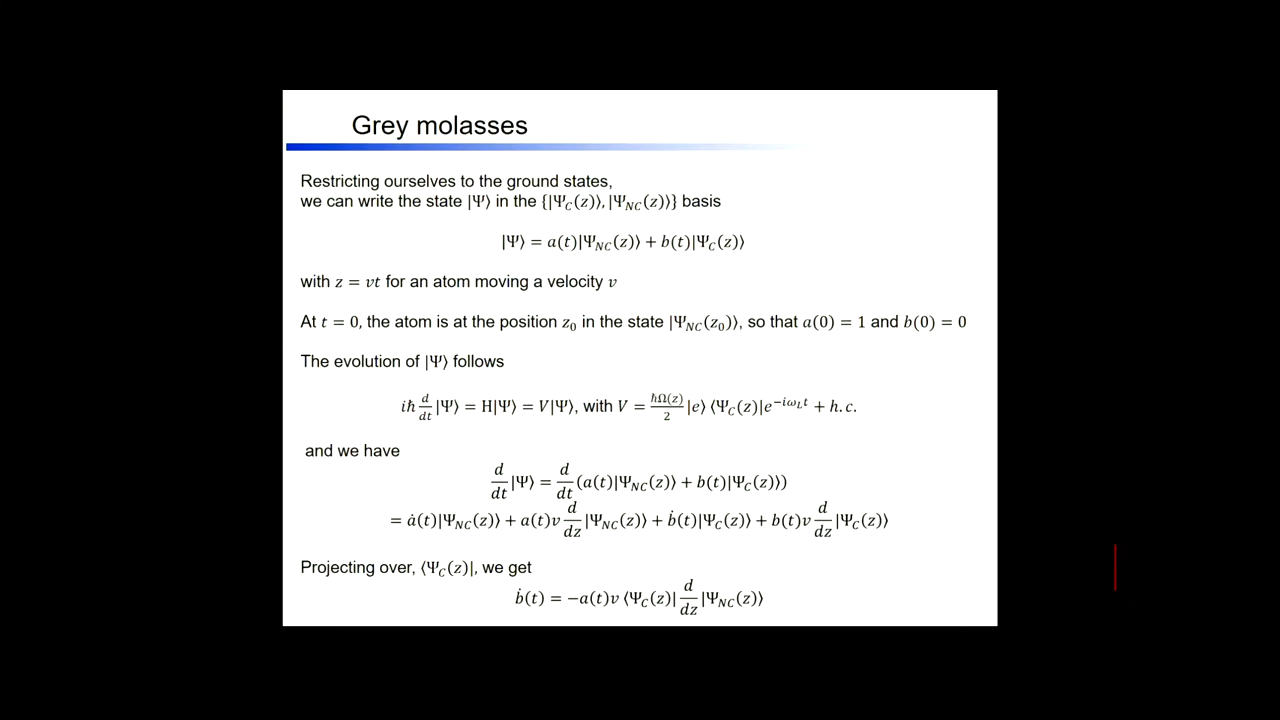 Grey molasses
Restricting ourselves to the ground states,
we can write the state |Ψ⟩ in the {|Ψ_C(z)⟩, |Ψ_NC(z)⟩} basis
|Ψ⟩ = a(t)|Ψ_NC(z)⟩ + b(t)|Ψ_C(z)⟩
with z = vt for an atom moving a velocity v
At t = 0, the atom is at the position z₀ in the state |Ψ_NC(z₀)⟩, so that a(0) = 1 and b(0) = 0
The evolution of |Ψ⟩ follows
iħ d/dt |Ψ⟩ = H|Ψ⟩ = V|Ψ⟩, with V = ħΩ(z)/2 |e⟩ ⟨Ψ_C(z)|e^{−iω_L t} + h.c.
and we have
d/dt |Ψ⟩ = d/dt (a(t)|Ψ_NC(z)⟩ + b(t)|Ψ_C(z)⟩)
= ȧ(t)|Ψ_NC(z)⟩ + a(t)v d/dz |Ψ_NC(z)⟩ + ḃ(t)|Ψ_C(z)⟩ + b(t)v d/dz |Ψ_C(z)⟩
Projecting over, ⟨Ψ_C(z)|, we get
ḃ(t) = −a(t)v ⟨Ψ_C(z)| d/dz |Ψ_NC(z)⟩